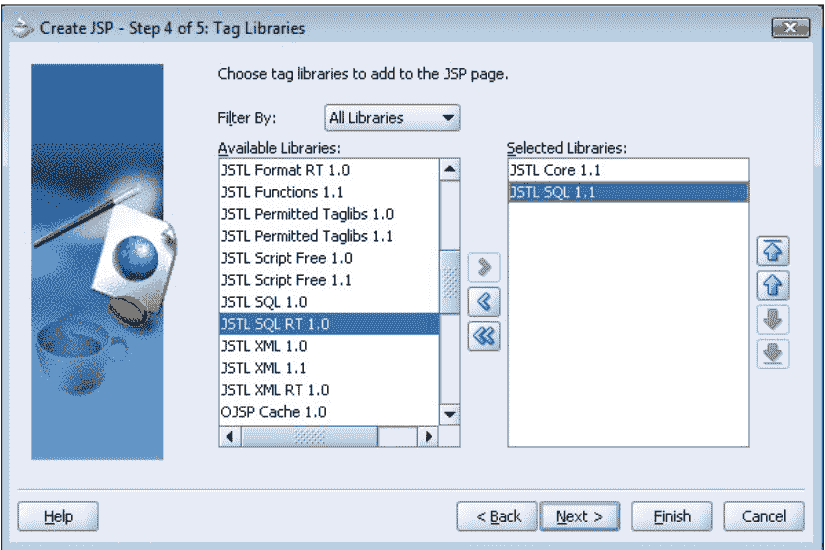 Create JSP - Step 4 of 5: Tag Libraries
Choose tag libraries to add to the JSP page.
Filter By: All Libraries
Available Libraries:
JSTL Format RT 1.0
JSTL Functions 1.1
JSTL Permitted Taglibs 1.0
JSTL Permitted Taglibs 1.1
JSTL Script Free 1.0
JSTL Script Free 1.1
JSTL SQL 1.0
JSTL SQL RT 1.0
JSTL XML 1.0
JSTL XML 1.1
JSTL XML RT 1.0
OJSP Cache 1.0
Selected Libraries:
JSTL Core 1.1
JSTL SQL 1.1
Help
< Back
Next >
Finish
Cancel